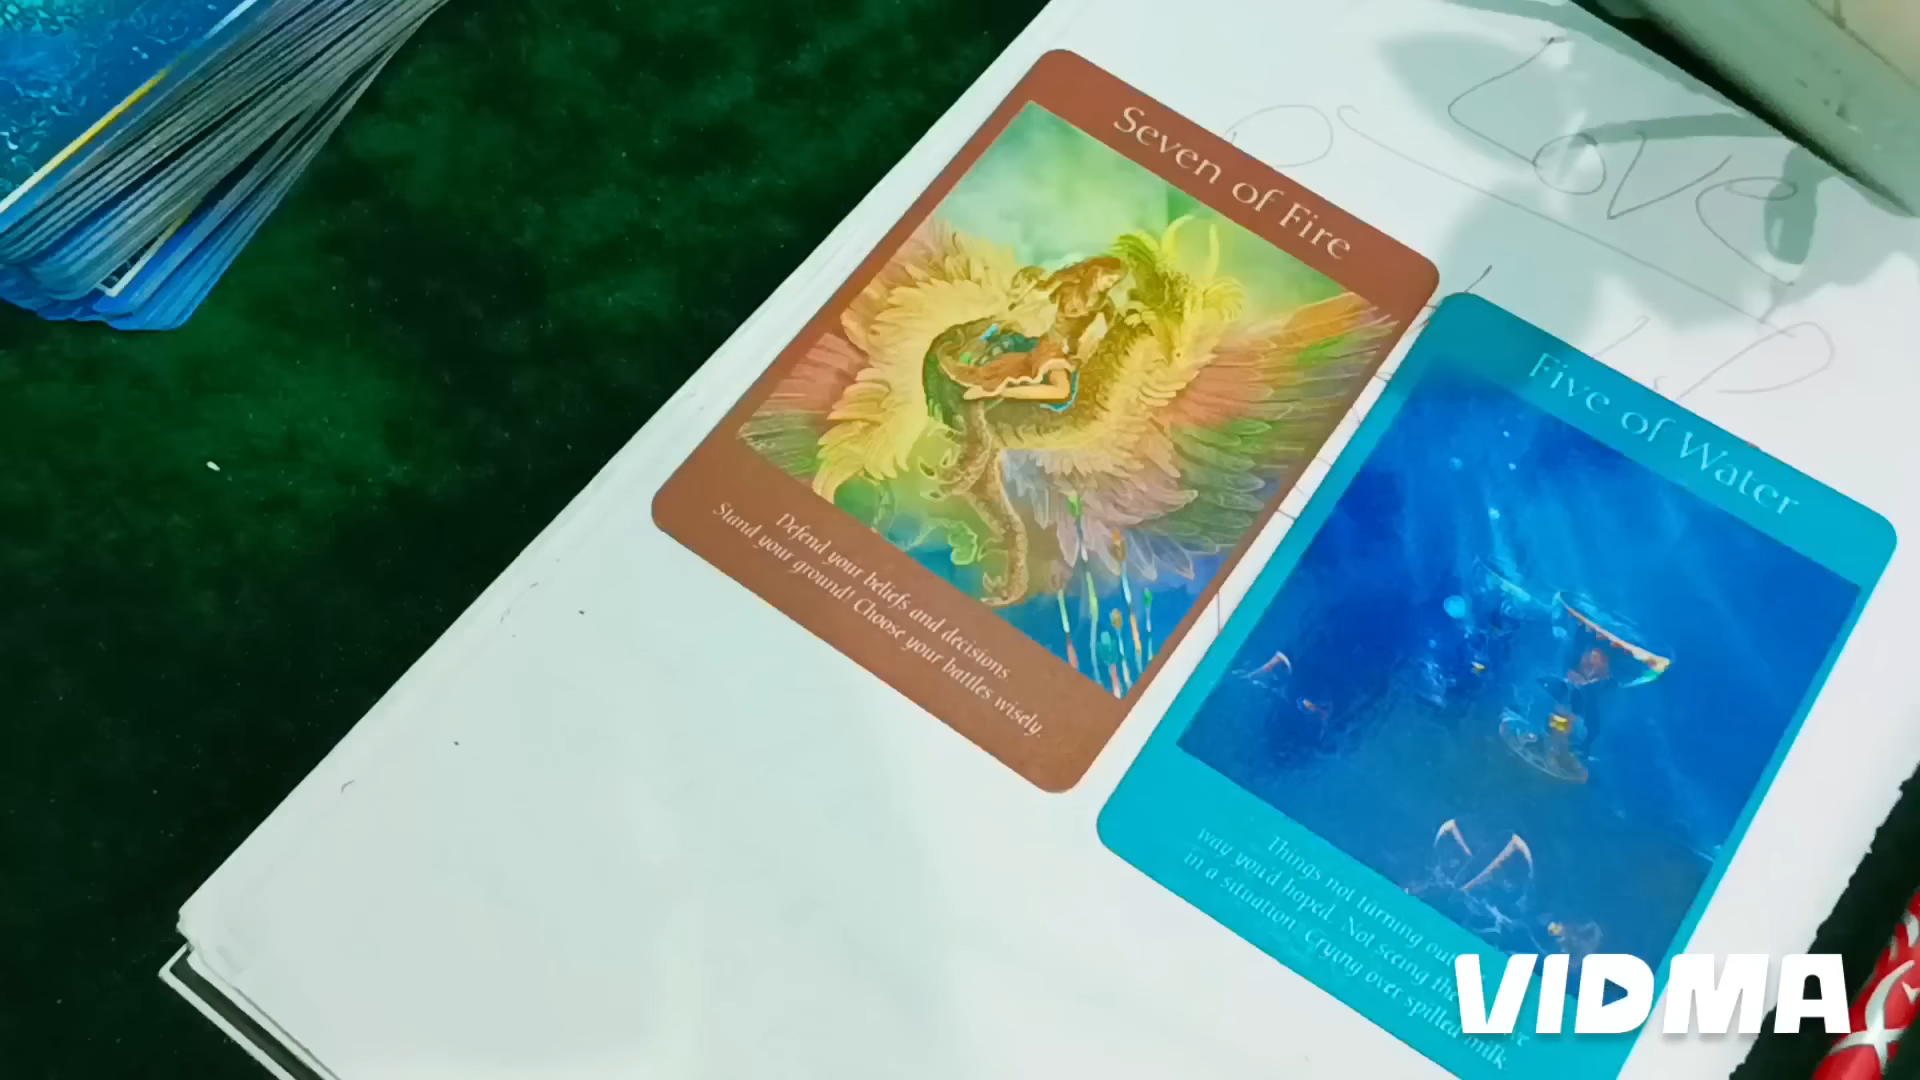 Love
Seven of Fire
Defend your beliefs and decisions
Stand your ground! Choose your battles wisely.
Five of Water
Things not turning out
way you'd hoped. Not seeing the
in a situation. Crying over spilled milk
VIDMA